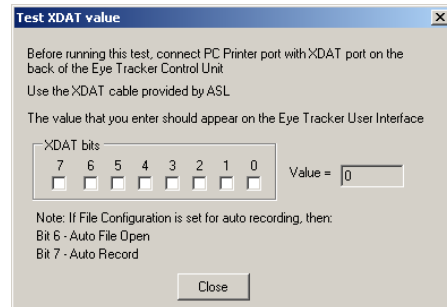 Test XDAT value
Before running this test, connect PC Printer port with XDAT port on the
back of the Eye Tracker Control Unit
Use the XDAT cable provided by ASL
The value that you enter should appear on the Eye Tracker User Interface
XDAT bits
7 6 5 4 3 2 1 0
Value = 0
Note: If File Configuration is set for auto recording, then:
Bit 6 - Auto File Open
Bit 7 - Auto Record
Close